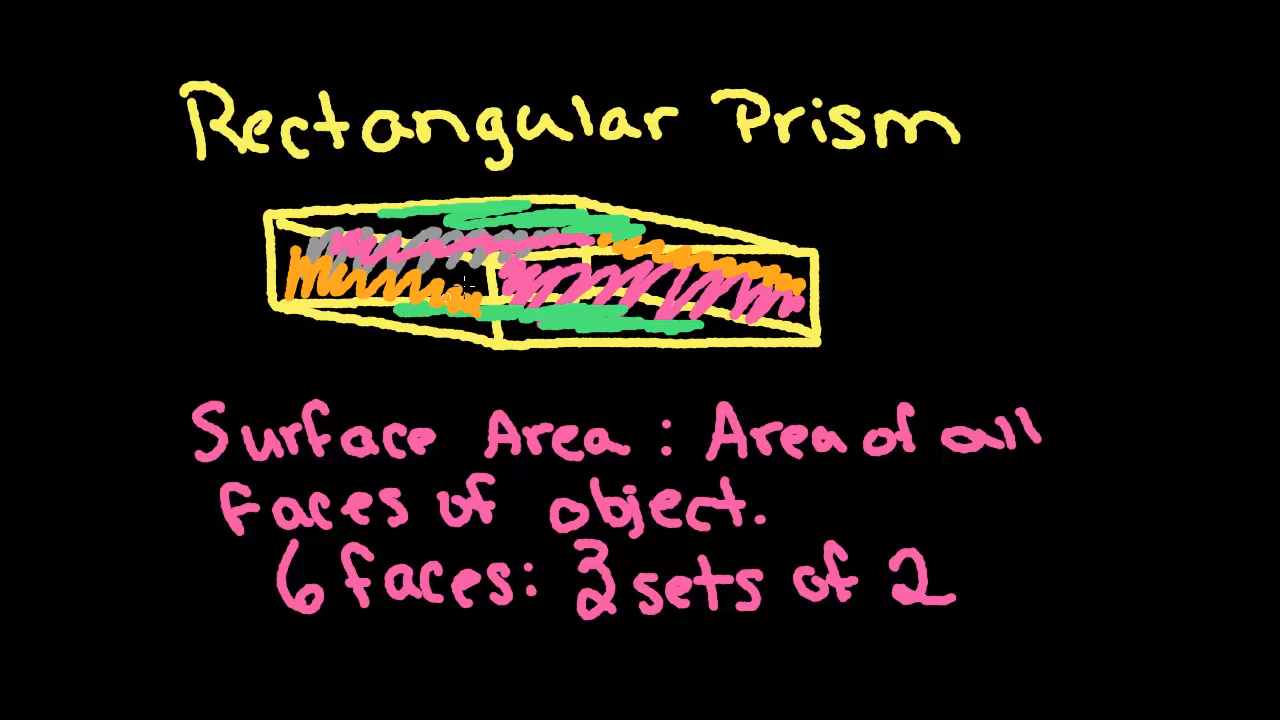 Rectangular Prism
Surface Area : Area of all
Faces of object.
6 faces: 3 sets of 2